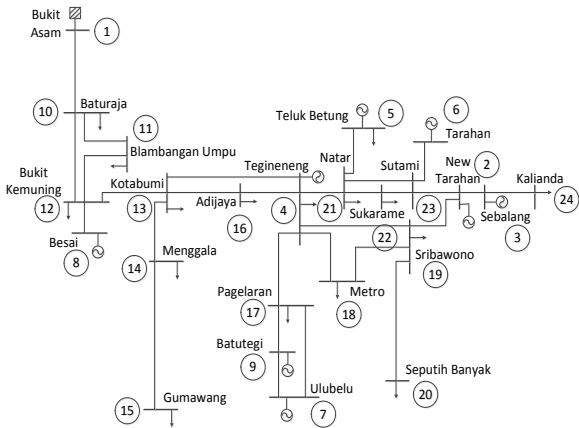 Bukit
Asam
1
10
Baturaja
11
Blambangan Umpu
Bukit
Kemuning
12
Besai
8
Kotabumi
13
Adijaya
16
Tegineneng
4
Teluk Betung
5
6
Tarahan
Natar
21
Sutami
Sukarame
22
23
New
Tarahan
2
Sebalang
3
Kalianda
24
Menggala
14
Sribawono
19
Metro
18
Pagelaran
17
Batutegi
9
Ulubelu
7
Seputih Banyak
20
15
Gumawang